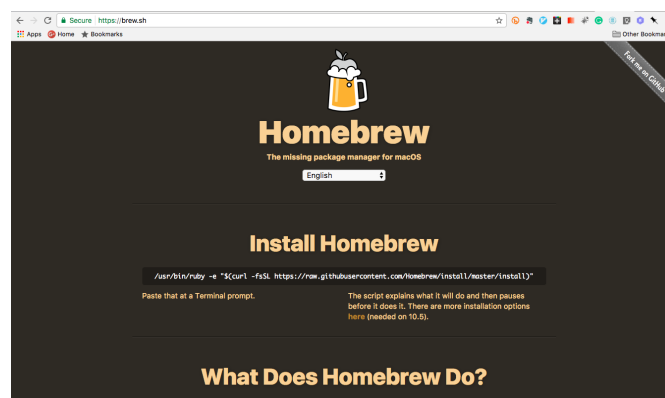 Secure https://brew.sh
Apps Home Bookmarks Other Bookmar
Fork me on GitHub
Homebrew
The missing package manager for macOS
English
Install Homebrew
/usr/bin/ruby -e "$(curl -fsSL https://raw.githubusercontent.com/Homebrew/install/master/install)"
Paste that at a Terminal prompt.
The script explains what it will do and then pauses
before it does it. There are more installation options
here (needed on 10.5).
What Does Homebrew Do?